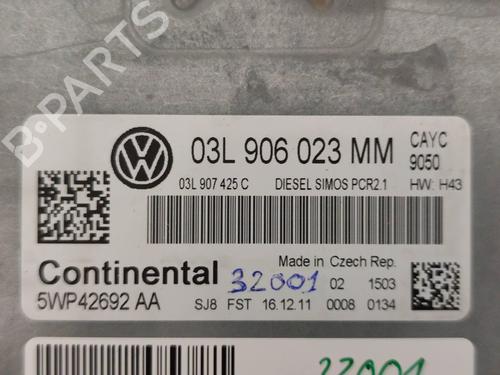 B-PARTS
03L 906 023 MM
CAYC
9050
03L 907 425 C DIESEL SIMOS PCR2.1 HW: H43
Continental 32001 Made in Czech Rep.
02 1503
5WP42692 AA SJ8 FST 16.12.11 0008 0134